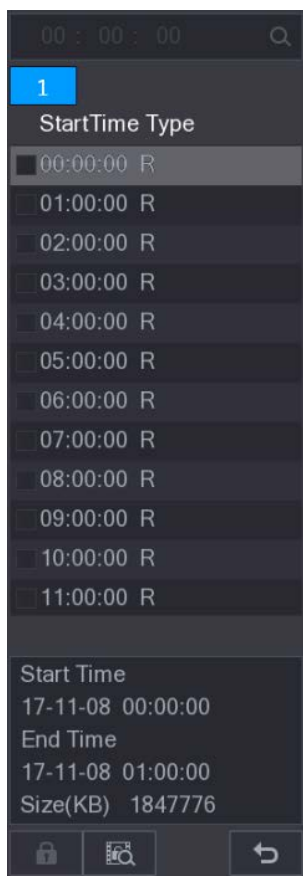 00 : 00 : 00
1
StartTime Type
00:00:00 R
01:00:00 R
02:00:00 R
03:00:00 R
04:00:00 R
05:00:00 R
06:00:00 R
07:00:00 R
08:00:00 R
09:00:00 R
10:00:00 R
11:00:00 R
Start Time
17-11-08 00:00:00
End Time
17-11-08 01:00:00
Size(KB) 1847776